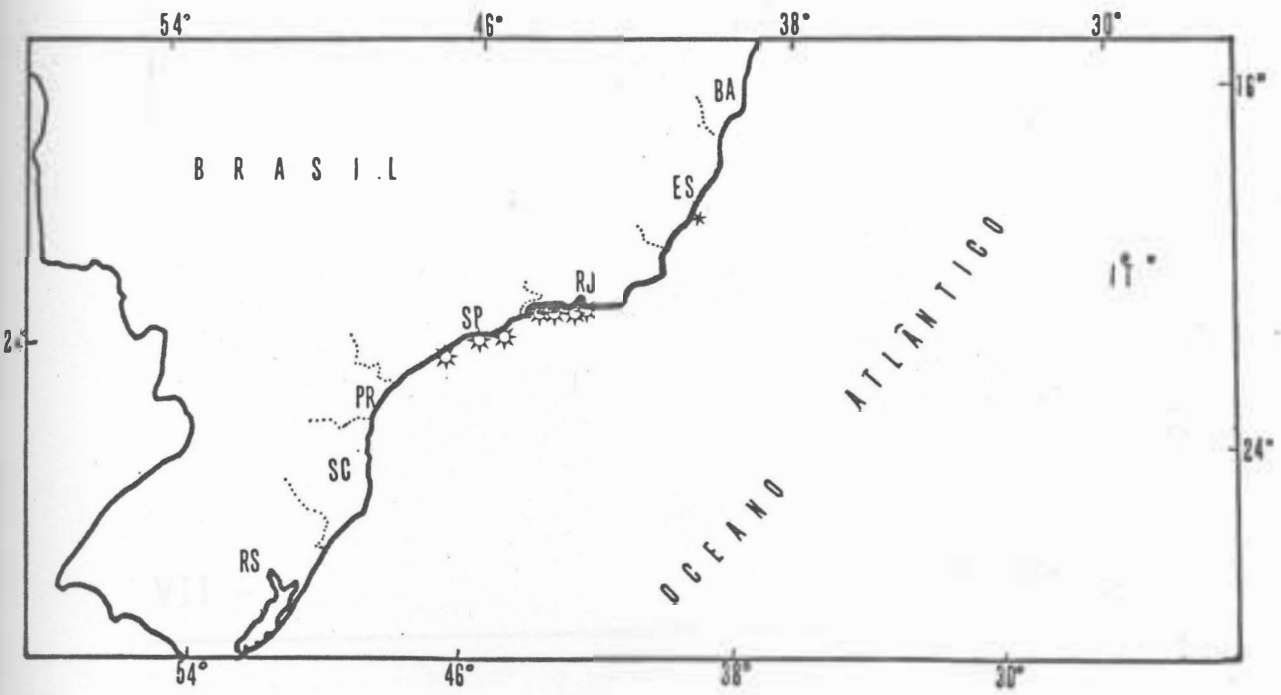 54° 46° 38° 30°
BA
16°
B R A S I L
ES
RJ
SP
PR
24°
SC
RS
OCEANO ATLÂNTICO
54° 46° 38° 30°